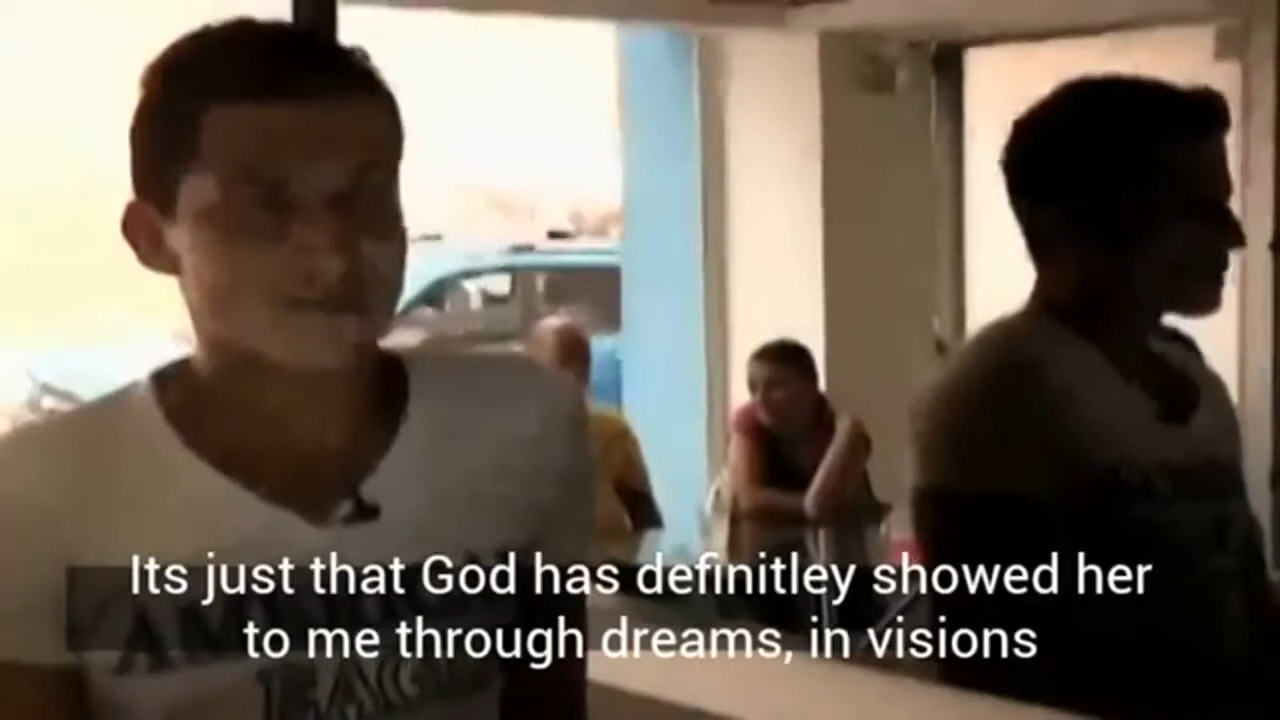 Its just that God has definitley showed her
to me through dreams, in visions